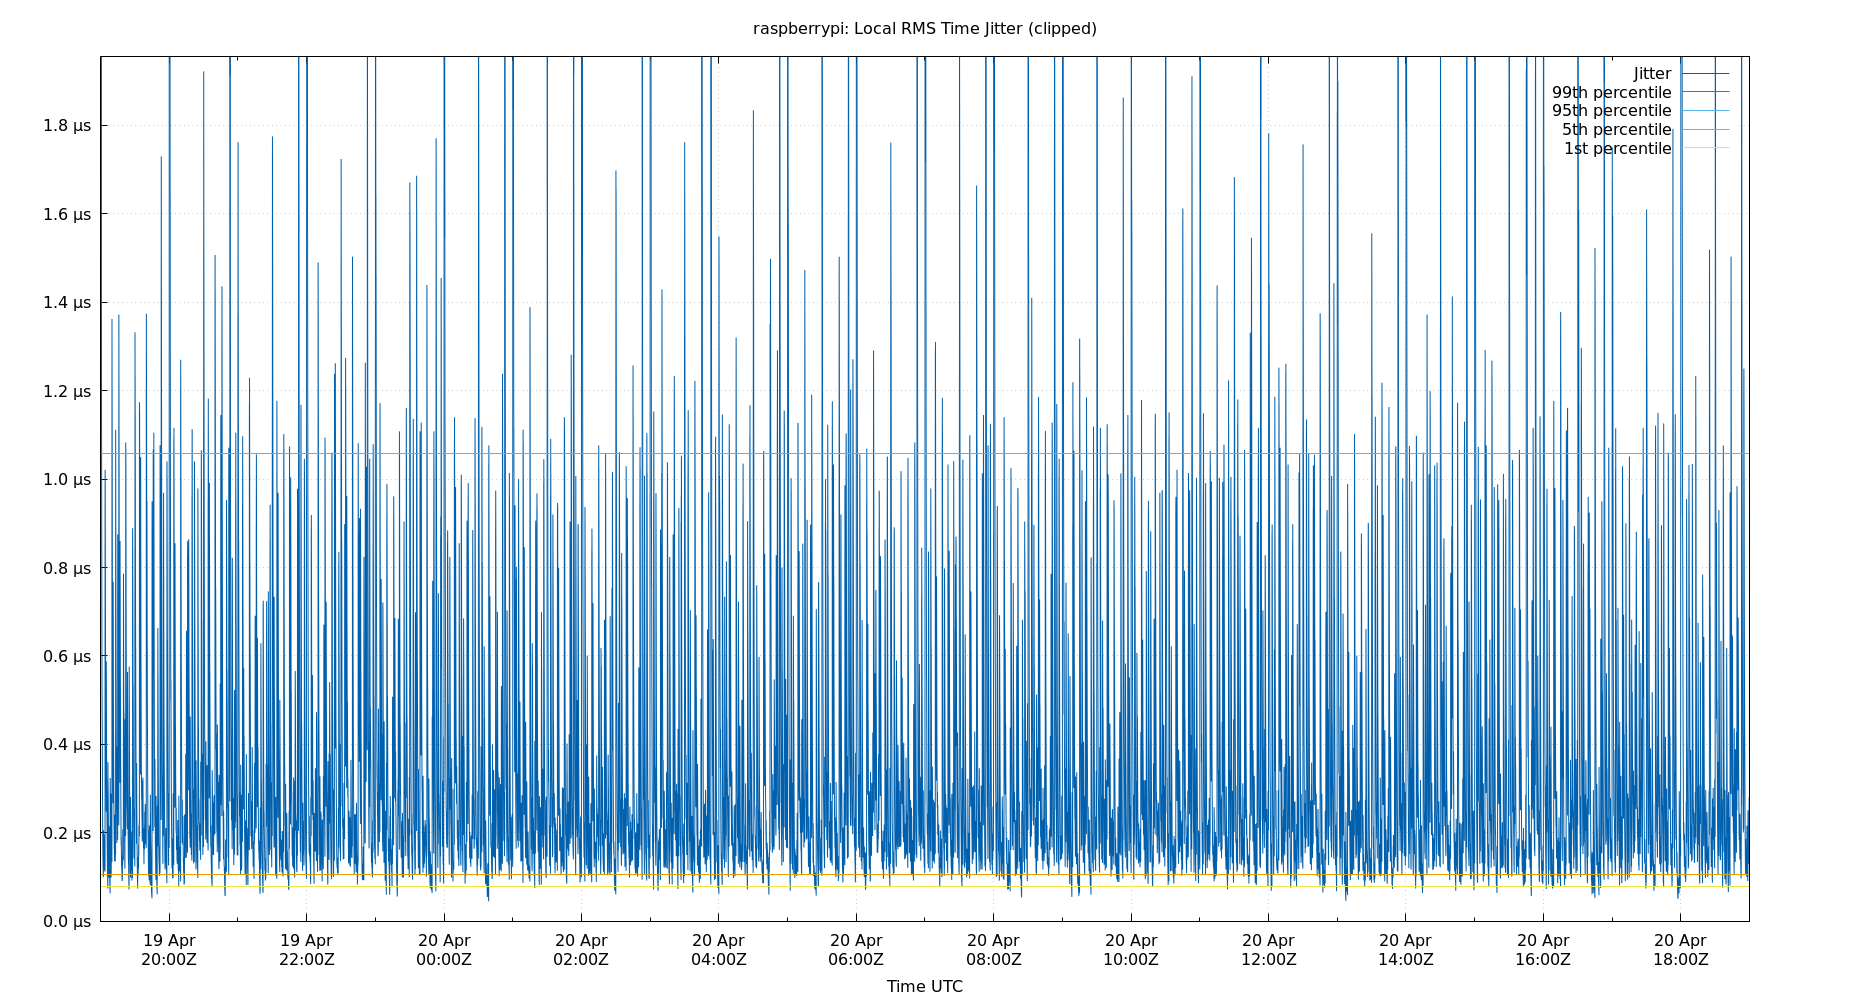 raspberrypi: Local RMS Time Jitter (clipped)
Jitter
99th percentile
95th percentile
5th percentile
1st percentile
1.8 µs
1.6 µs
1.4 µs
1.2 µs
1.0 µs
0.8 µs
0.6 µs
0.4 µs
0.2 µs
0.0 µs
19 Apr 19 Apr 20 Apr 20 Apr 20 Apr 20 Apr 20 Apr 20 Apr 20 Apr 20 Apr 20 Apr 20 Apr
20:00Z 22:00Z 00:00Z 02:00Z 04:00Z 06:00Z 08:00Z 10:00Z 12:00Z 14:00Z 16:00Z 18:00Z
Time UTC